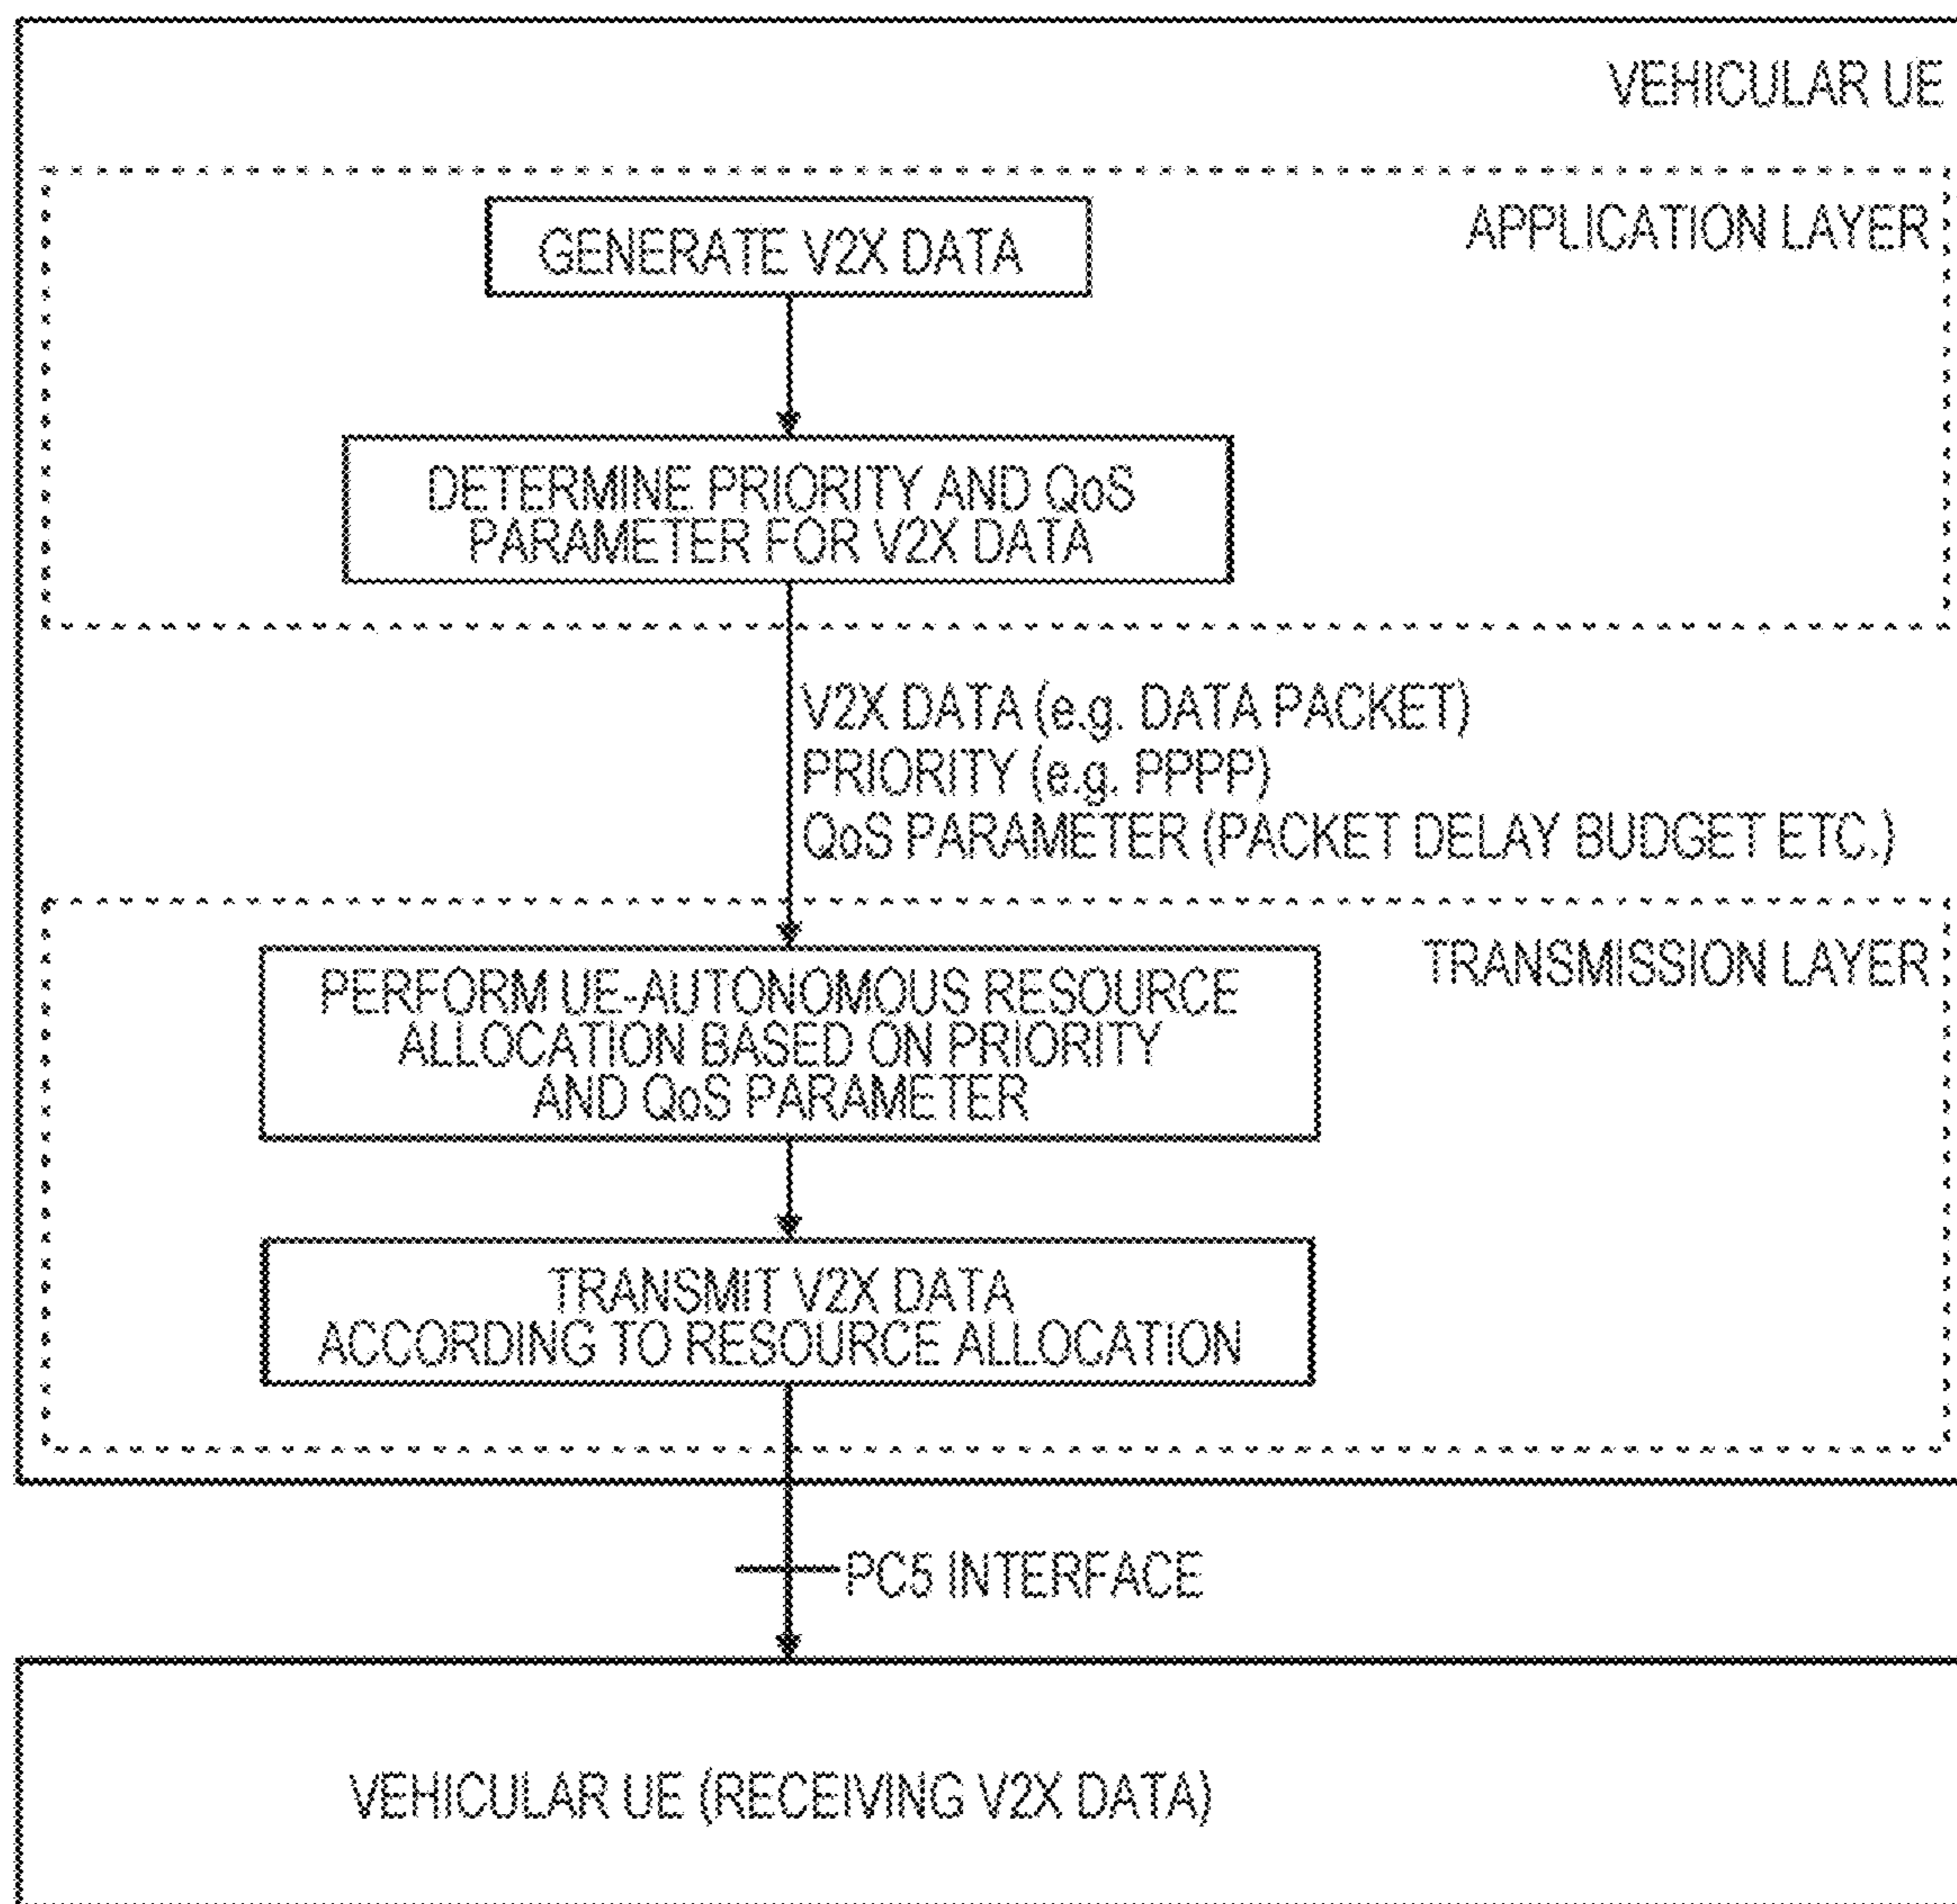 VEHICULAR UE
APPLICATION LAYER
GENERATE V2X DATA
DETERMINE PRIORITY AND QoS
PARAMETER FOR V2X DATA
V2X DATA (e.g. DATA PACKET)
PRIORITY (e.g. PPPP)
QoS PARAMETER (PACKET DELAY BUDGET ETC.)
TRANSMISSION LAYER
PERFORM UE-AUTONOMOUS RESOURCE
ALLOCATION BASED ON PRIORITY
AND QoS PARAMETER
TRANSMIT V2X DATA
ACCORDING TO RESOURCE ALLOCATION
PC5 INTERFACE
VEHICULAR UE (RECEIVING V2X DATA)